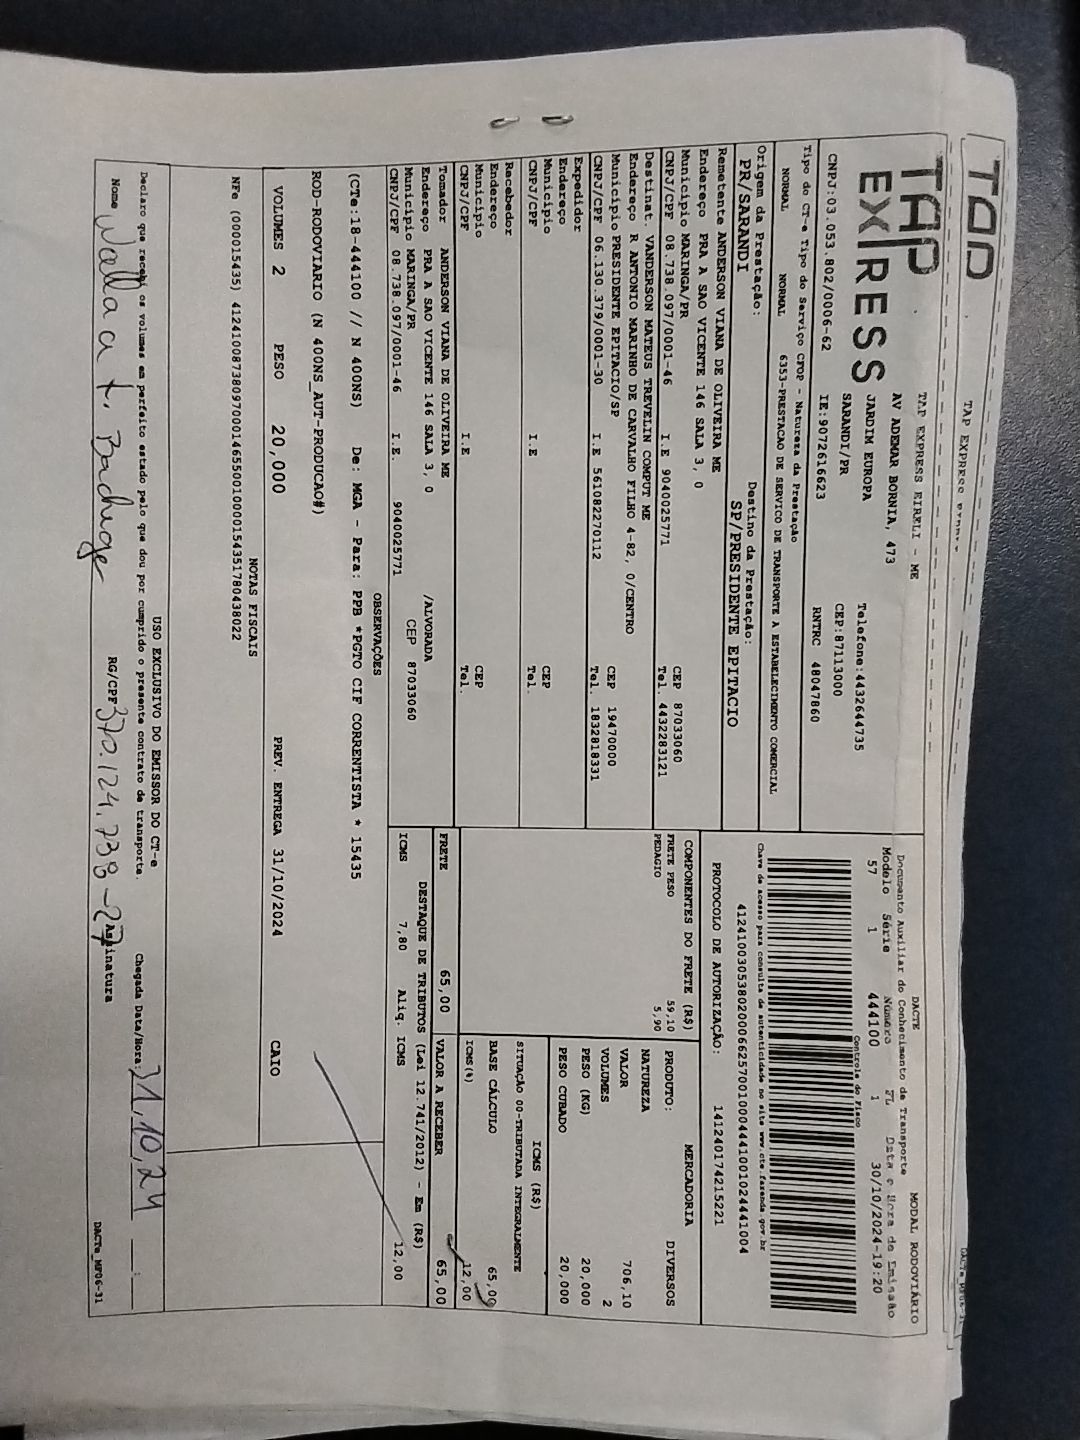 TAP EXPRESS
TAP
EXPRESS
TAP EXPRESS EIRELI - ME
AV ADEMAR BORNIA, 473
JARDIM EUROPA
SARANDI/PR
Telefone:4432644735
CEP:87113000
CNPJ:03.053.802/0006-62 IE:9072616623 RNTRC 48047860
DACTE MODAL RODOVIÁRIO
Documento Auxiliar do Conhecimento de Transporte
Modelo Série Número FL Data e Hora de Emissão
57 1 444100 1 30/10/2024-19:20
Controle do Fisco
Chave de acesso para consulta de autenticidade no site www.cte.fazenda.gov.br
41241003053802000662570010004441001024441004
PROTOCOLO DE AUTORIZAÇÃO: 141240174215221
Tipo do CT-e Tipo do Serviço CFOP - Natureza da Prestação
NORMAL NORMAL 6353-PRESTACAO DE SERVICO DE TRANSPORTE A ESTABELECIMENTO COMERCIAL
Origem da Prestação: Destino da Prestação:
PR/SARANDI SP/PRESIDENTE EPITACIO
Remetente ANDERSON VIANA DE OLIVEIRA ME
Endereço PRA A SAO VICENTE 146 SALA 3, 0
Município MARINGA/PR CEP 87033060
CNPJ/CPF 08.738.097/0001-46 I.E 9040025771 Tel. 4432283121
Destinat. VANDERSON MATEUS TREVELIN COMPUT ME
Endereço R ANTONIO MARINHO DE CARVALHO FILHO 4-82, 0/CENTRO
Município PRESIDENTE EPITACIO/SP CEP 19470000
CNPJ/CPF 06.130.379/0001-30 I.E 561082270112 Tel. 1832818331
Expedidor
Endereço
Município CEP
CNPJ/CPF I.E Tel.
Recebedor
Endereço
Município CEP
CNPJ/CPF I.E Tel.
Tomador ANDERSON VIANA DE OLIVEIRA ME
Endereço PRA A SAO VICENTE 146 SALA 3, 0 /ALVORADA
Município MARINGA/PR CEP 87033060
CNPJ/CPF 08.738.097/0001-46 I.E. 9040025771
COMPONENTES DO FRETE (R$)
FRETE PESO 59,10
PEDAGIO 5,90
MERCADORIA
PRODUTO: DIVERSOS
NATUREZA
VALOR 706,10
VOLUMES 2
PESO (KG) 20,000
PESO CUBADO 20,000
ICMS (R$)
SITUAÇÃO 00-TRIBUTADA INTEGRALMENTE
BASE CÁLCULO 65,00
ICMS(%) 12,00
FRETE 65,00 VALOR A RECEBER 65,00
DESTAQUE DE TRIBUTOS (Lei 12.741/2012) - Em (R$)
ICMS 7,80 Aliq. ICMS 12,00
OBSERVAÇÕES
(CTe:18-444100 // N 400NS) De: MGA - Para: PPB *PGTO CIF CORRENTISTA * 15435
ROD-RODOVIARIO (N 400NS_AUT-PRODUCAO#)
VOLUMES 2 PESO 20,000 PREV. ENTREGA 31/10/2024 CAIO
NOTAS FISCAIS
NFe (000015435) 41241008738097000146550010000154351780438022
USO EXCLUSIVO DO EMISSOR DO CT-e
Declaro que recebi os volumes em perfeito estado pelo que dou por cumprido o presente contrato de transporte. Chegada Data/Hora: 31,10,24 :
Nome RG/CPF 370.124.738-27 Assinatura
DACTe_MF06-31